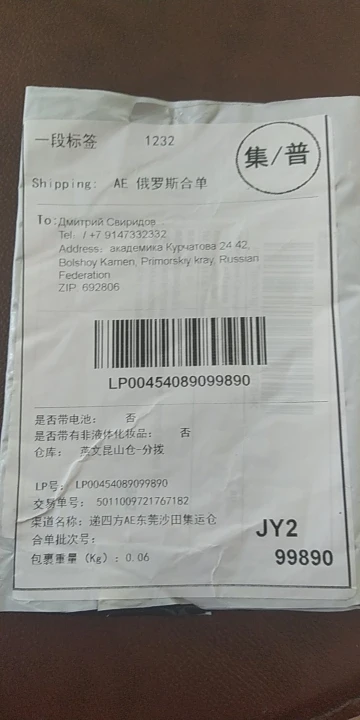 一段标签 1232
集/普
Shipping: AE 俄罗斯合单
To: Дмитрий Свиридов
Tel: / +7 9147332332
Address: академика Курчатова 24 42,
Bolshoy Kamen, Primorskiy kray, Russian
Federation
ZIP: 692806
LP00454089099890
是否带电池: 否
是否带有非液体化妆品: 否
仓库: 燕文昆山仓-分拨
LP号: LP00454089099890
交易单号: 5011009721767182
渠道名称: 递四方AE东莞沙田集运仓
合单批次号:
包裹重量 (Kg): 0.06
JY2
99890